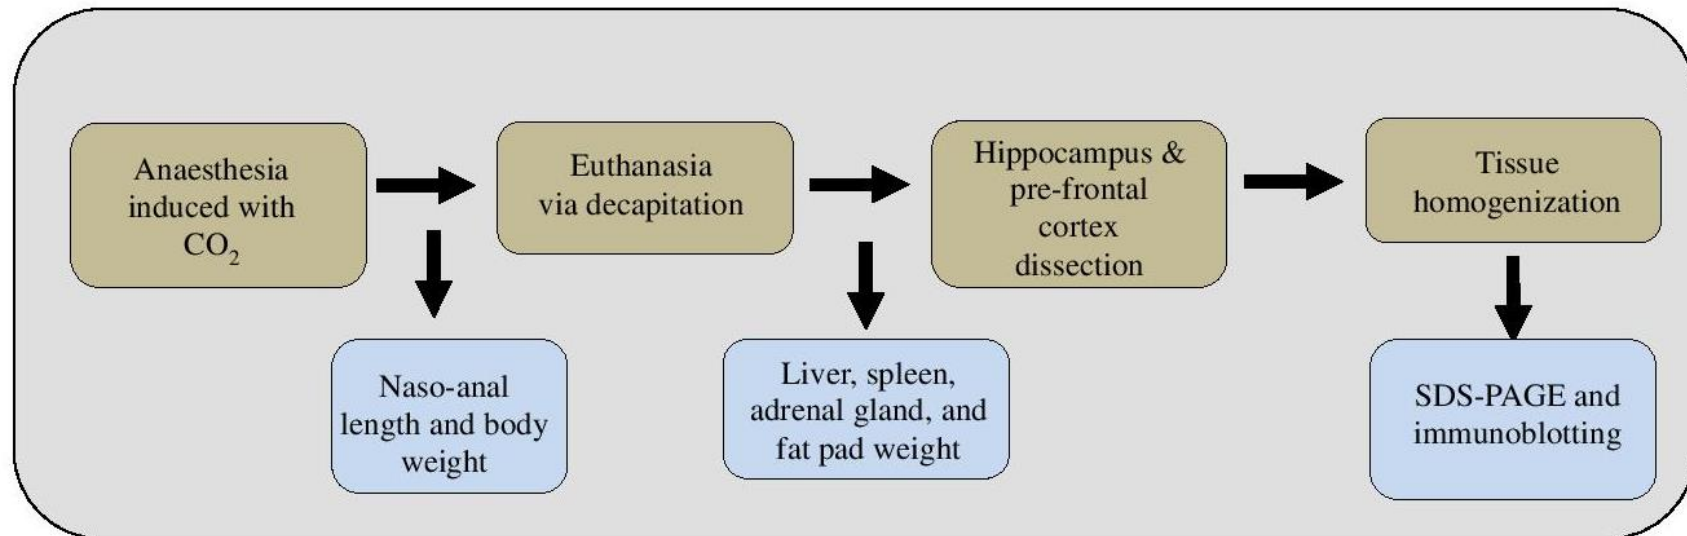 Anaesthesia
induced with
CO₂
Euthanasia
via decapitation
Hippocampus &
pre-frontal
cortex
dissection
Tissue
homogenization
Naso-anal
length and body
weight
Liver, spleen,
adrenal gland, and
fat pad weight
SDS-PAGE and
immunoblotting